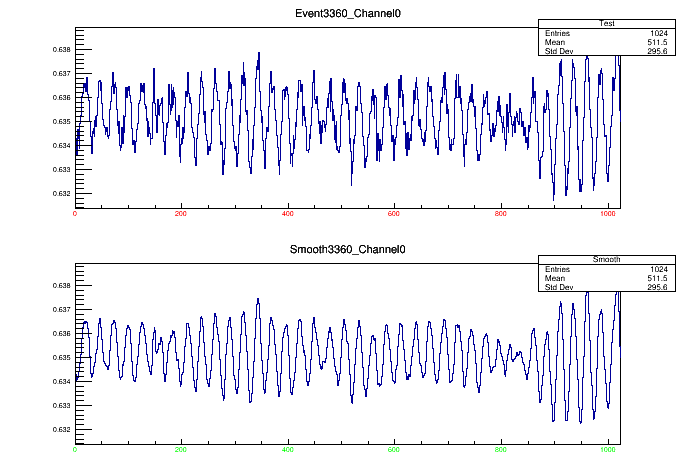 Event3360_Channel0
Test
Entries 1024
Mean 511.5
Std Dev 295.6
0.638
0.637
0.636
0.635
0.634
0.633
0.632
0 200 400 600 800 1000
Smooth3360_Channel0
Smooth
Entries 1024
Mean 511.5
Std Dev 295.6
0.638
0.637
0.636
0.635
0.634
0.633
0.632
0 200 400 600 800 1000